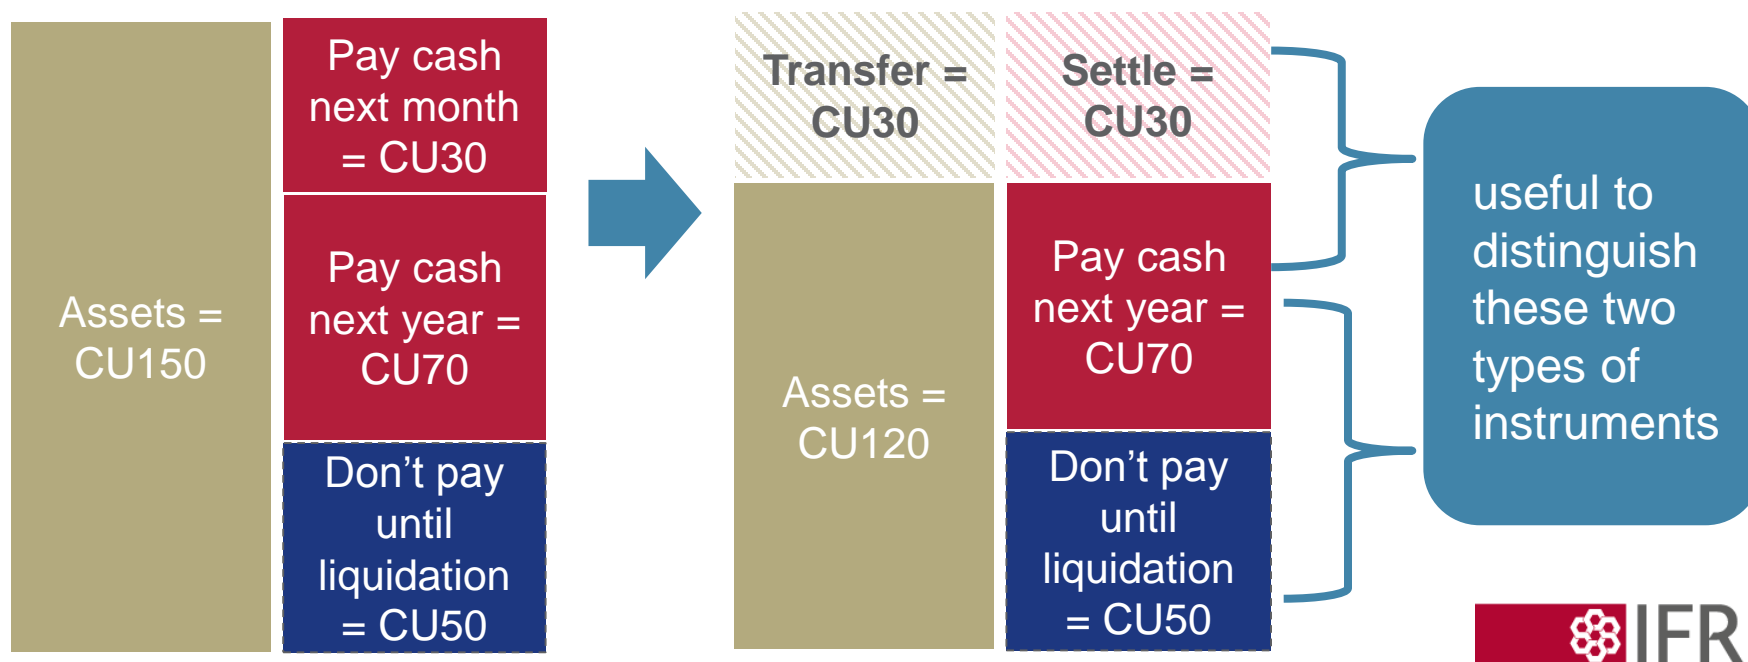 Assets =
CU150
Pay cash
next month
= CU30
Pay cash
next year =
CU70
Don’t pay
until
liquidation
= CU50
Transfer =
CU30
Settle =
CU30
Assets =
CU120
Pay cash
next year =
CU70
Don’t pay
until
liquidation
= CU50
useful to
distinguish
these two
types of
instruments
IFR